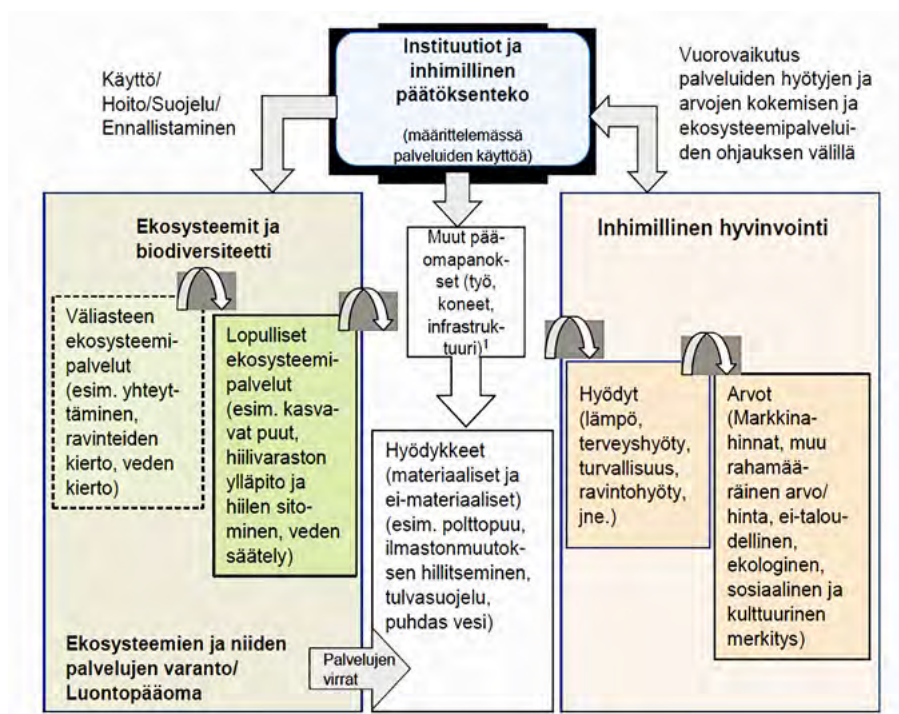 Instituutiot ja
inhimillinen
päätöksenteko
(määrittelemässä
palveluiden käyttöä)
Käyttö/
Hoito/Suojelu/
Ennallistaminen
Vuorovaikutus
palveluiden hyötyjen ja
arvojen kokemisen ja
ekosysteemipalvelui-
den ohjauksen välillä
Ekosysteemit ja
biodiversiteetti
Väliasteen
ekosysteemi-
palvelut
(esim. yhteyt-
täminen,
ravinteiden
kierto, veden
kierto)
Lopulliset
ekosysteemi-
palvelut
(esim. kasva-
vat puut,
hiilivaraston
ylläpito ja
hiilen sito-
minen, veden
säätely)
Ekosysteemien ja niiden
palvelujen varanto/
Luontopääoma
Palvelujen
virrat
Muut pää-
omapanok-
set (työ,
koneet,
infrastruk-
tuuri)¹
Hyödykkeet
(materiaaliset ja
ei-materiaaliset)
(esim. polttopuu,
ilmastonmuutok-
sen hillitseminen,
tulvasuojelu,
puhdas vesi)
Inhimillinen hyvinvointi
Hyödyt
(lämpö,
terveyshyöty,
turvallisuus,
ravintohyöty,
jne.)
Arvot
(Markkina-
hinnat, muu
rahamää-
räinen arvo/
hinta, ei-talou-
dellinen,
ekologinen,
sosiaalinen ja
kulttuurinen
merkitys)